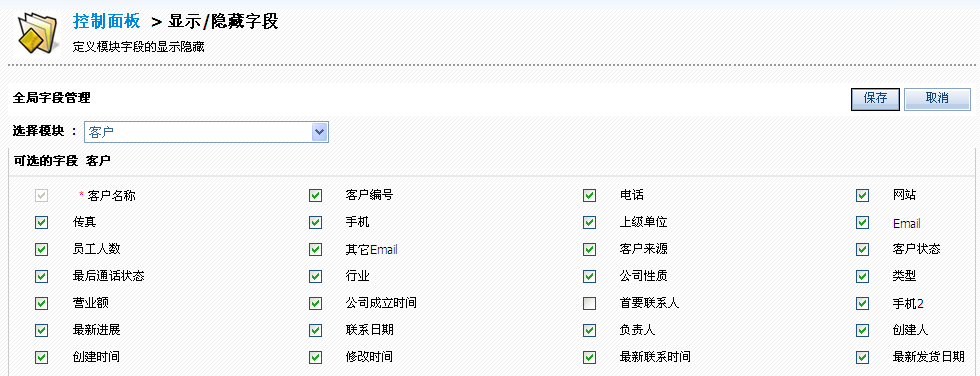 控制面板 > 显示/隐藏字段
定义模块字段的显示隐藏
全局字段管理 保存 取消
选择模块 : 客户
可选的字段 客户
* 客户名称 客户编号 电话 网站
传真 手机 上级单位 Email
员工人数 其它Email 客户来源 客户状态
最后通话状态 行业 公司性质 类型
营业额 公司成立时间 首要联系人 手机2
最新进展 联系日期 负责人 创建人
创建时间 修改时间 最新联系时间 最新发货日期